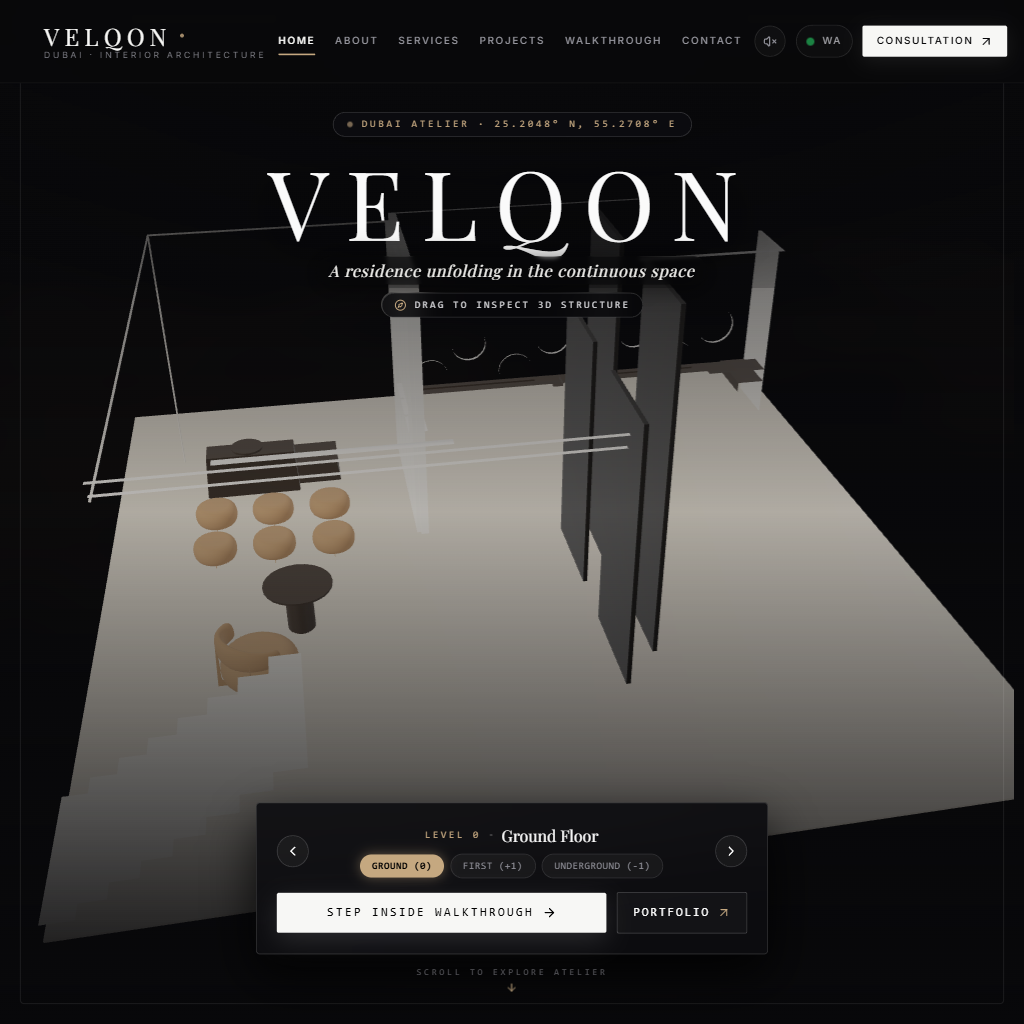 VELQON
DUBAI · INTERIOR ARCHITECTURE
HOME
ABOUT
SERVICES
PROJECTS
WALKTHROUGH
CONTACT
WA
CONSULTATION
DUBAI ATELIER · 25.2048° N, 55.2708° E
VELQON
A residence unfolding in the continuous space
DRAG TO INSPECT 3D STRUCTURE
LEVEL 0 · Ground Floor
GROUND (0)
FIRST (+1)
UNDERGROUND (-1)
STEP INSIDE WALKTHROUGH →
PORTFOLIO
SCROLL TO EXPLORE ATELIER